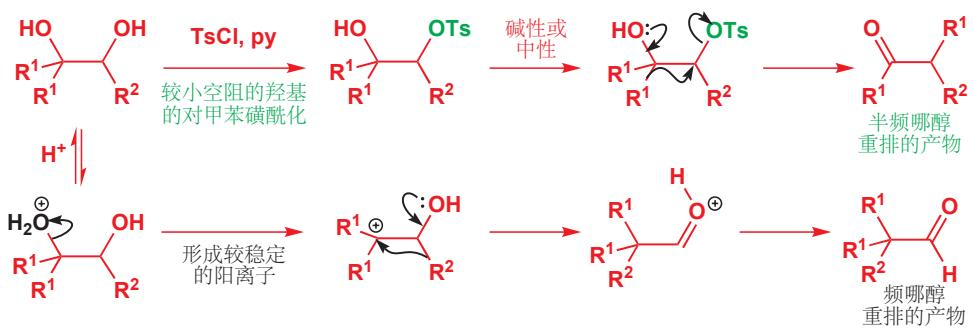 HO OH
R¹ R¹ R²
TsCl, py
较小空阻的羟基
的对甲苯磺酰化
HO OTs
R¹ R¹ R²
碱性或
中性
HO: OTs
R¹ R¹ R²
O R¹
R¹ R²
半频哪醇
重排的产物
H⁺
H₂O⊕ OH
R¹ R¹ R²
形成较稳定
的阳离子
R¹ ⊕ :OH
R¹ R²
H
O⊕
R¹ R¹ R²
R¹ O
R¹ R² H
频哪醇
重排的产物